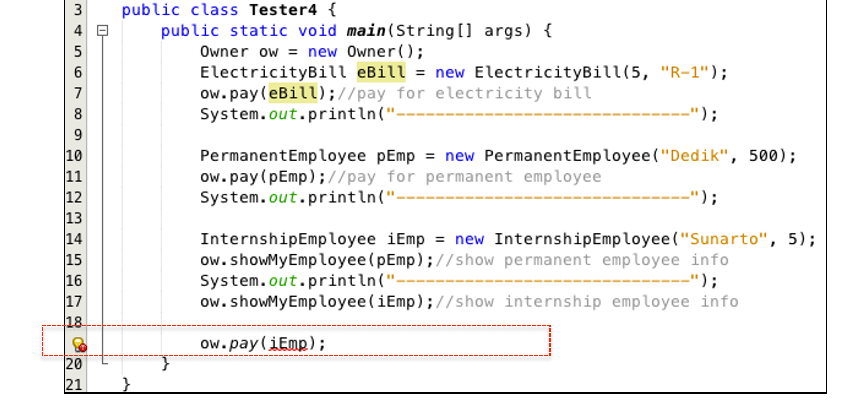 3 public class Tester4 {
4 public static void main(String[] args) {
5 Owner ow = new Owner();
6 ElectricityBill eBill = new ElectricityBill(5, "R-1");
7 ow.pay(eBill);//pay for electricity bill
8 System.out.println("------------------------------");
9
10 PermanentEmployee pEmp = new PermanentEmployee("Dedik", 500);
11 ow.pay(pEmp);//pay for permanent employee
12 System.out.println("------------------------------");
13
14 InternshipEmployee iEmp = new InternshipEmployee("Sunarto", 5);
15 ow.showMyEmployee(pEmp);//show permanent employee info
16 System.out.println("------------------------------");
17 ow.showMyEmployee(iEmp);//show internship employee info
18
ow.pay(iEmp);
20 }
21 }